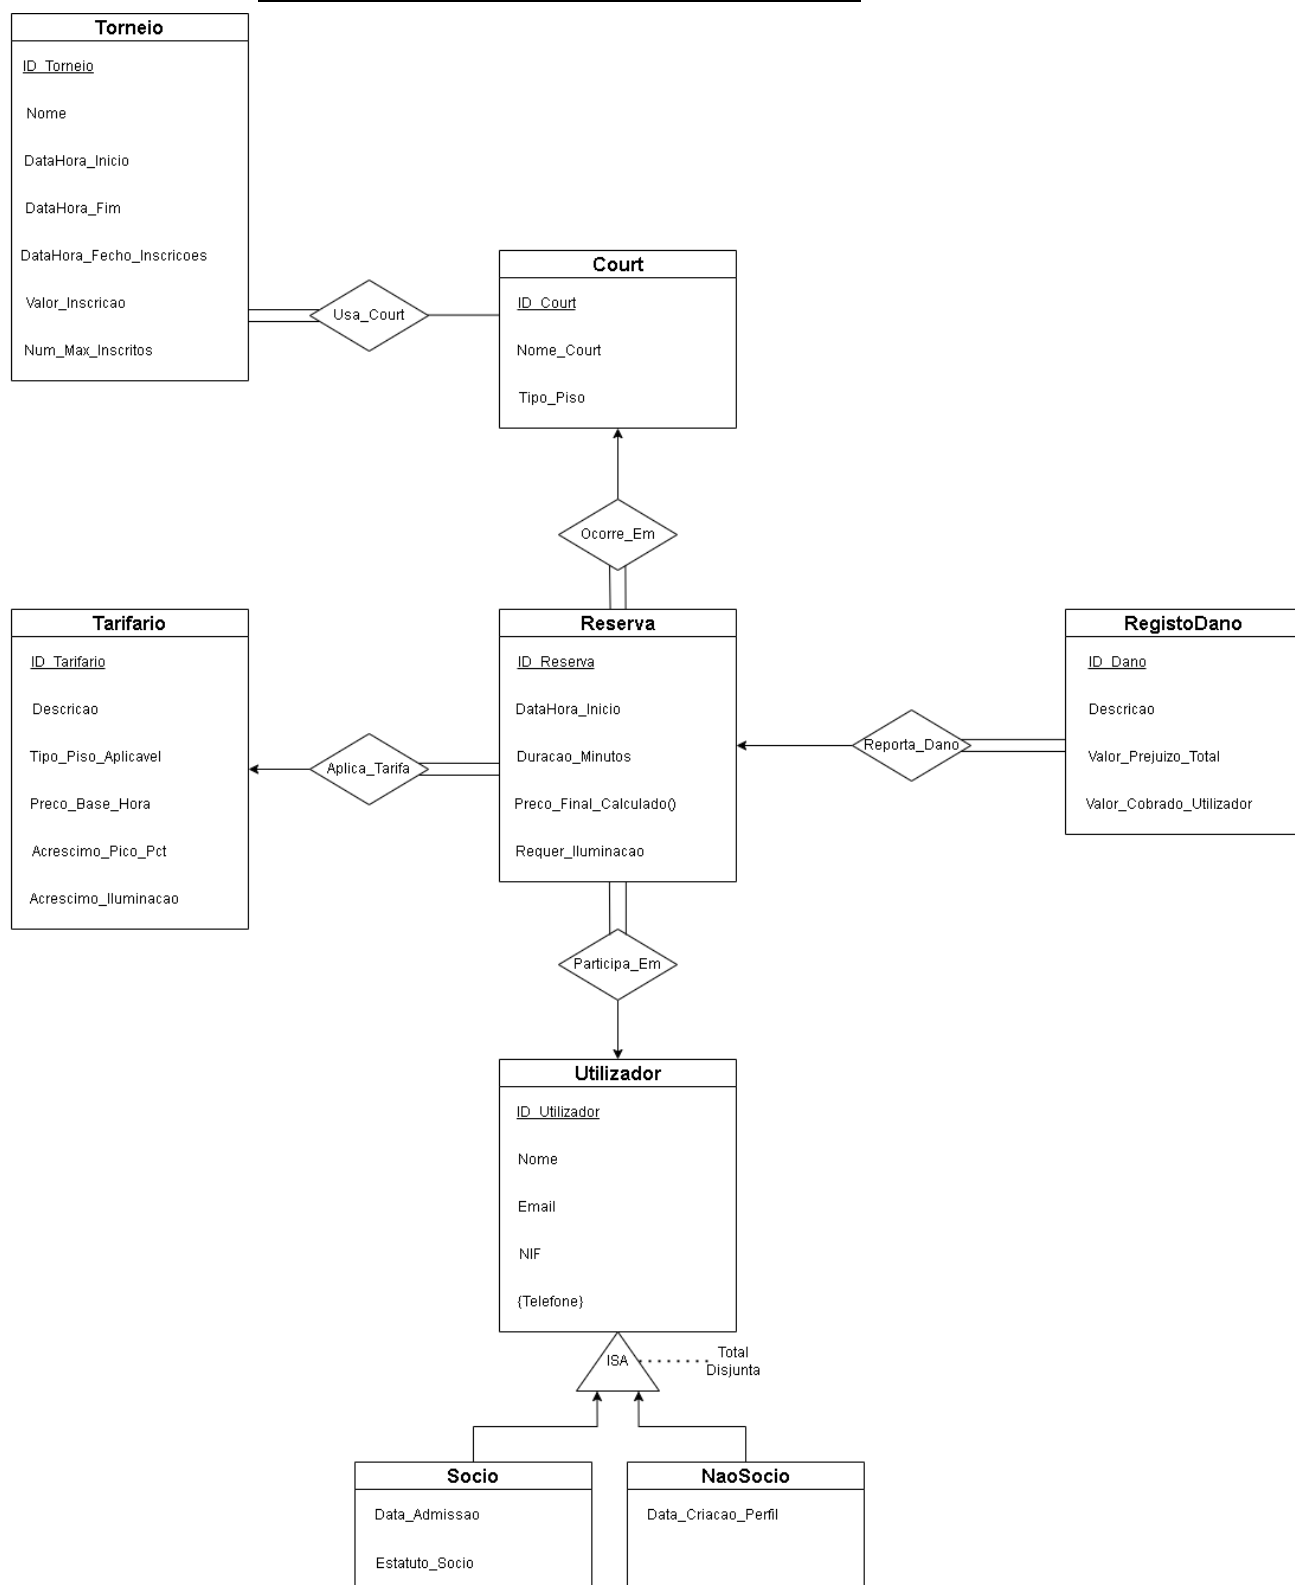 Torneio
ID_Torneio
Nome
DataHora_Inicio
DataHora_Fim
DataHora_Fecho_Inscricoes
Valor_Inscricao
Num_Max_Inscritos
Usa_Court
Court
ID_Court
Nome_Court
Tipo_Piso
Ocorre_Em
Tarifario
ID_Tarifario
Descricao
Tipo_Piso_Aplicavel
Preco_Base_Hora
Acrescimo_Pico_Pct
Acrescimo_Iluminacao
Aplica_Tarifa
Reserva
ID_Reserva
DataHora_Inicio
Duracao_Minutos
Preco_Final_Calculado()
Requer_Iluminacao
Reporta_Dano
RegistoDano
ID_Dano
Descricao
Valor_Prejuizo_Total
Valor_Cobrado_Utilizador
Participa_Em
Utilizador
ID_Utilizador
Nome
Email
NIF
{Telefone}
ISA
Total
Disjunta
Socio
Data_Admissao
Estatuto_Socio
NaoSocio
Data_Criacao_Perfil